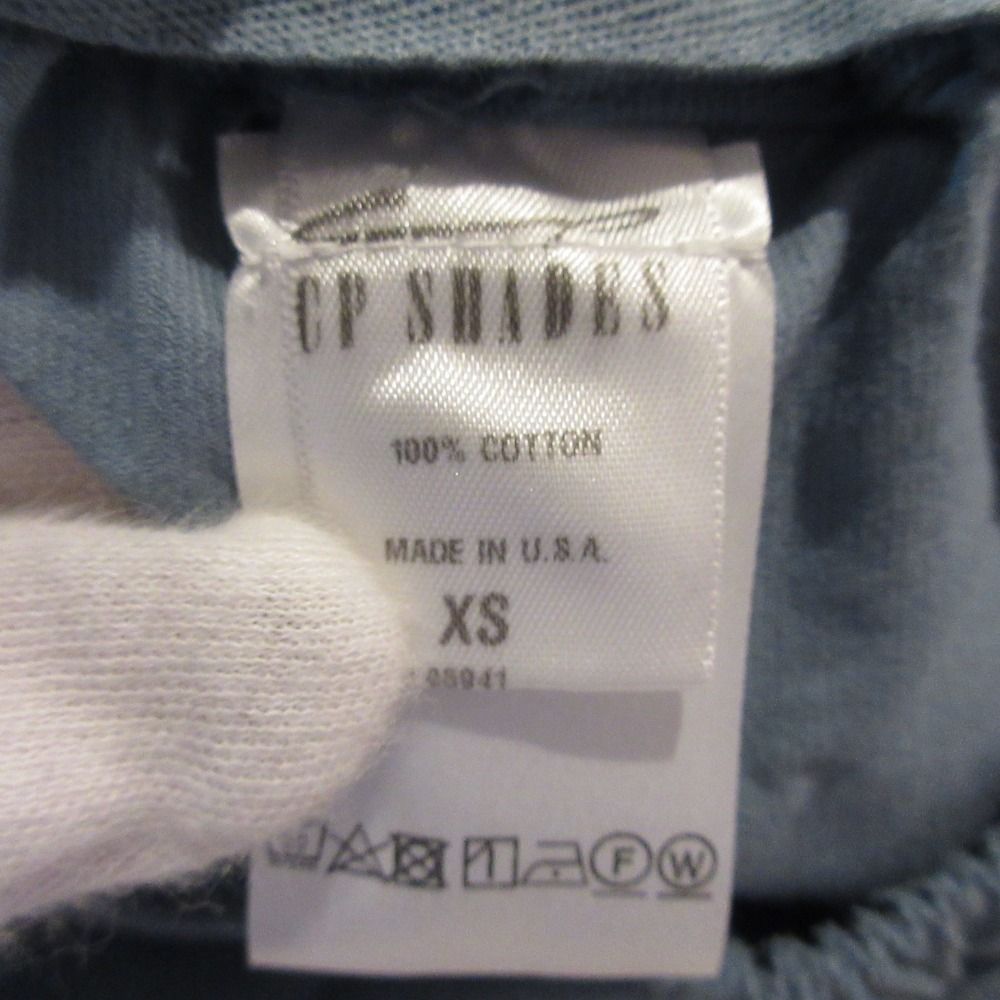 CP SHADES
100% COTTON
MADE IN U.S.A.
XS
F W